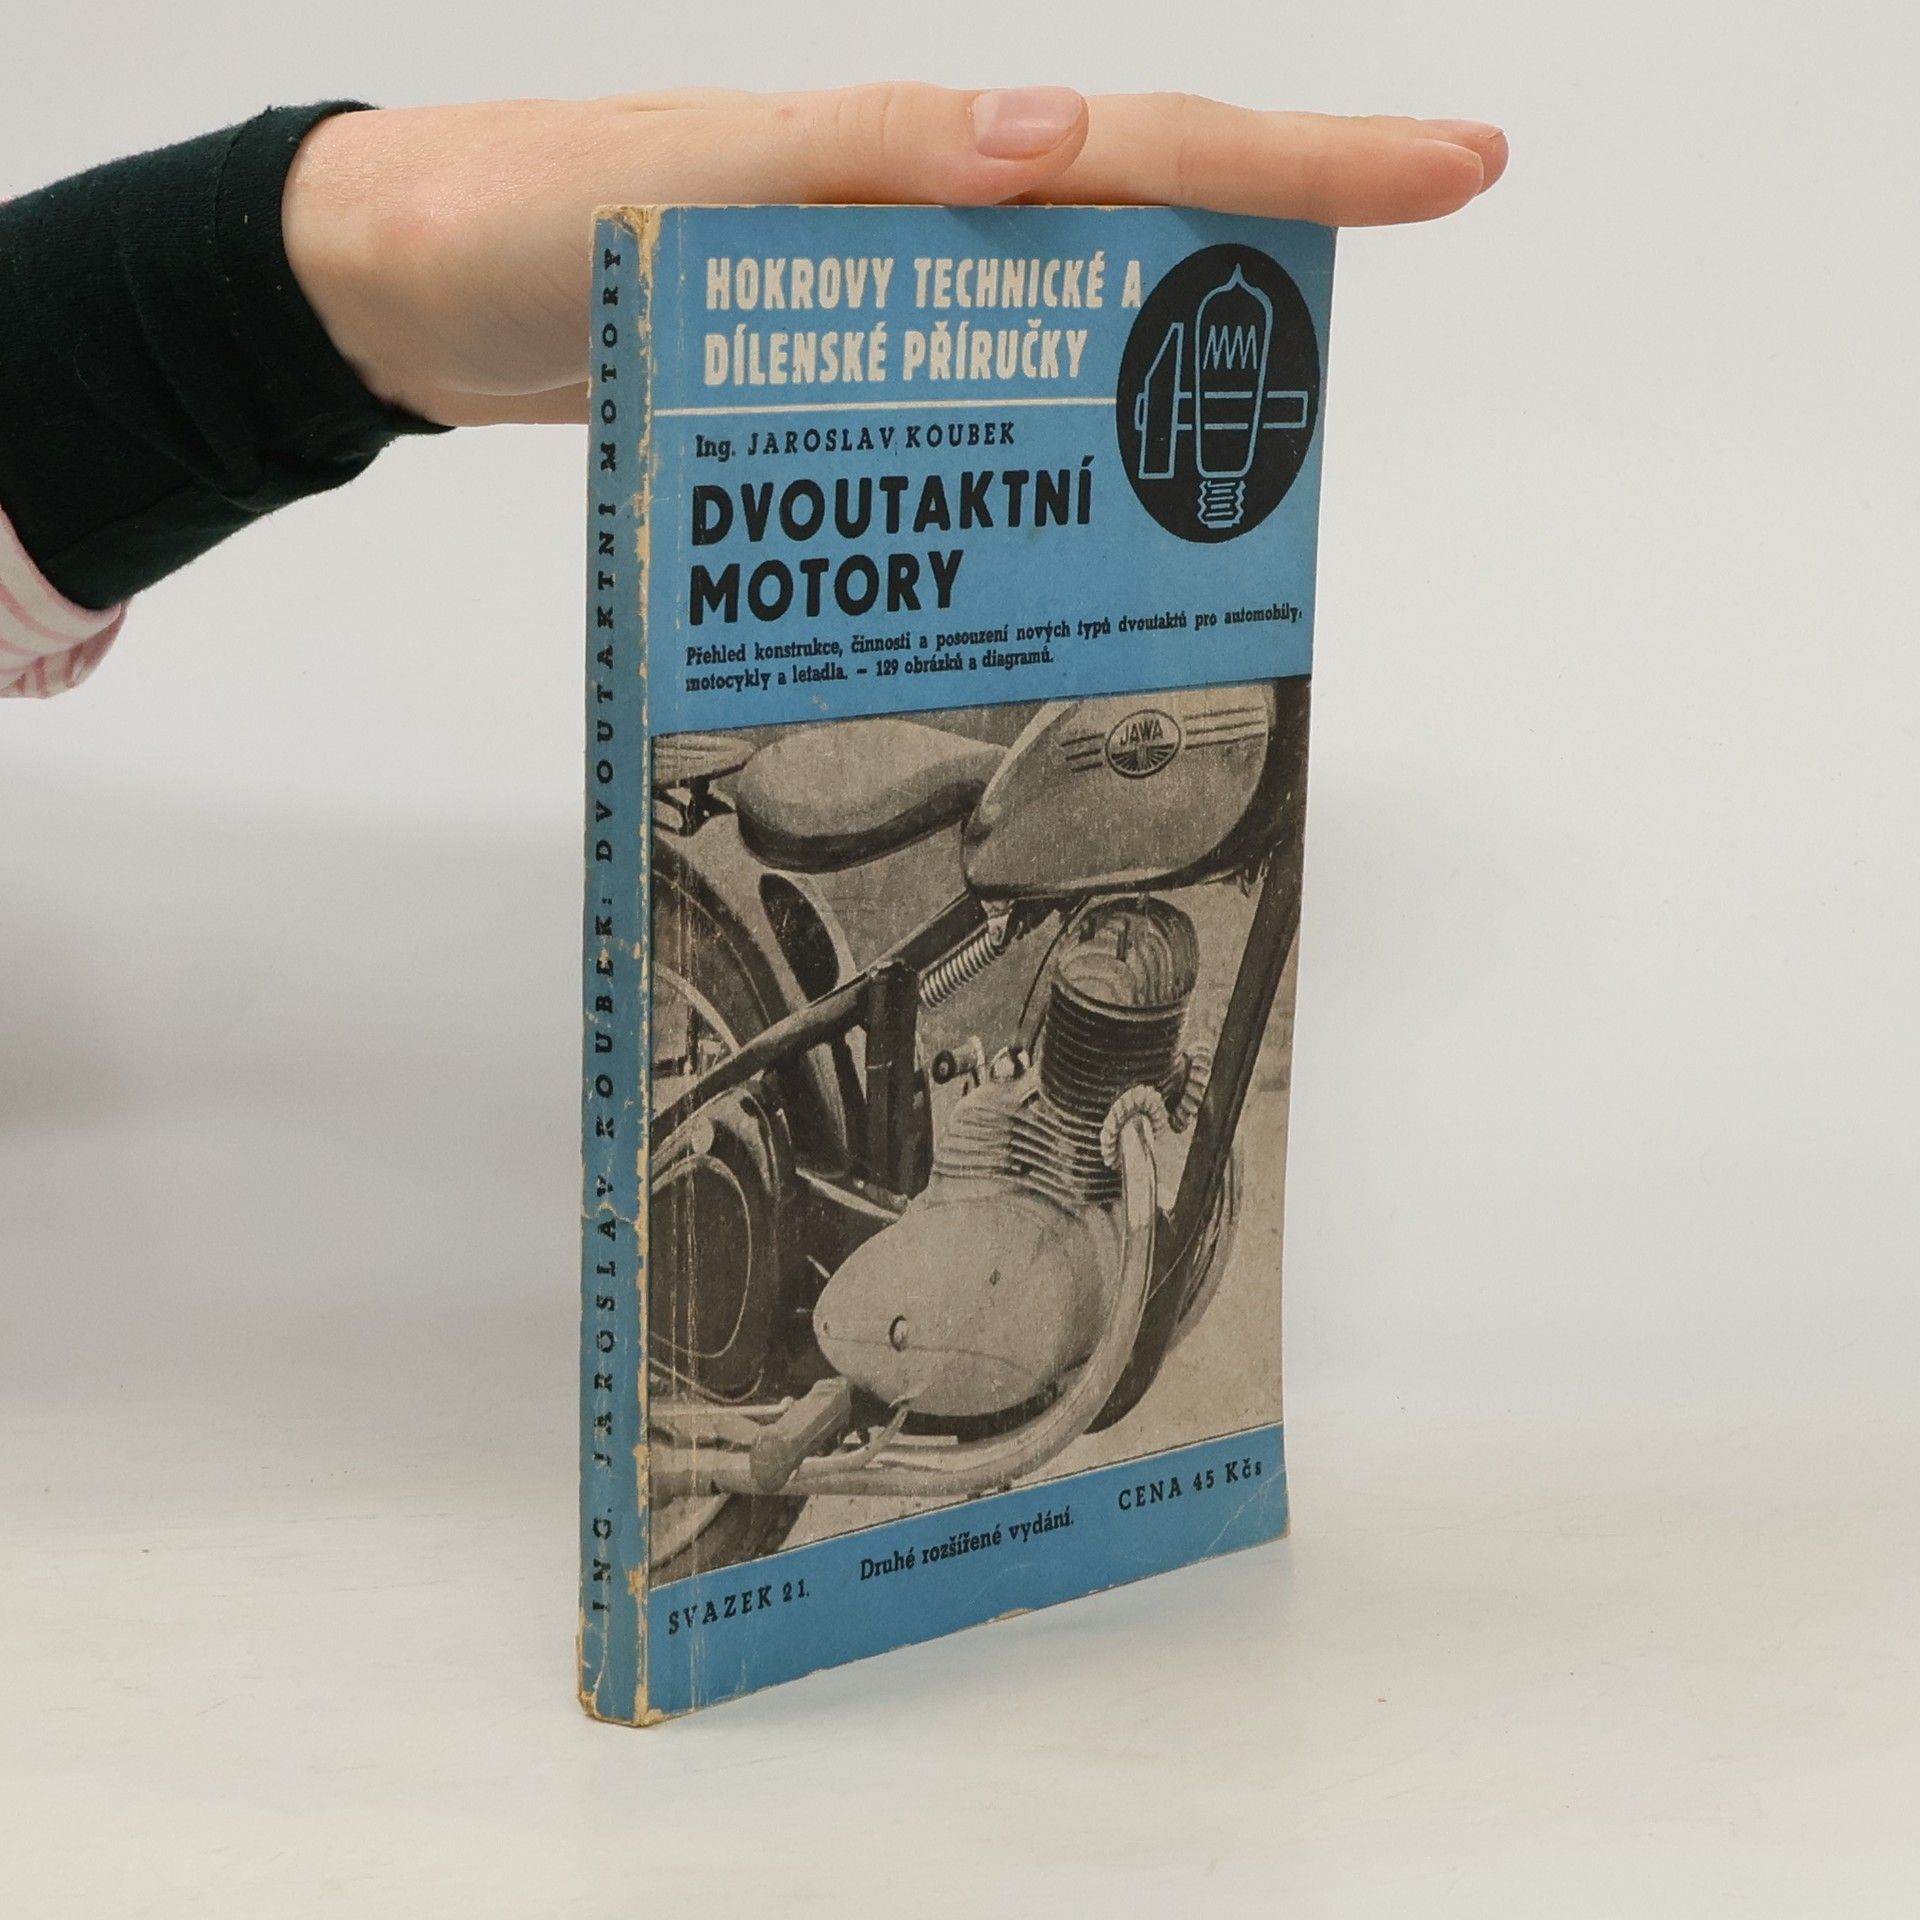 HOKROVY TECHNICKÉ A
DÍLENSKÉ PŘÍRUČKY
Ing. JAROSLAV KOUBEK
DVOUTAKTNÍ
MOTORY
Přehled konstrukce, činnosti a posouzení nových typů dvoutaktů pro automobily,
motocykly a letadla. – 129 obrázků a diagramů.
JAWA
SVAZEK 21.
Druhé rozšířené vydání.
CENA 45 Kčs
ING. JAROSLAV KOUBEK: DVOUTAKTNÍ MOTORY